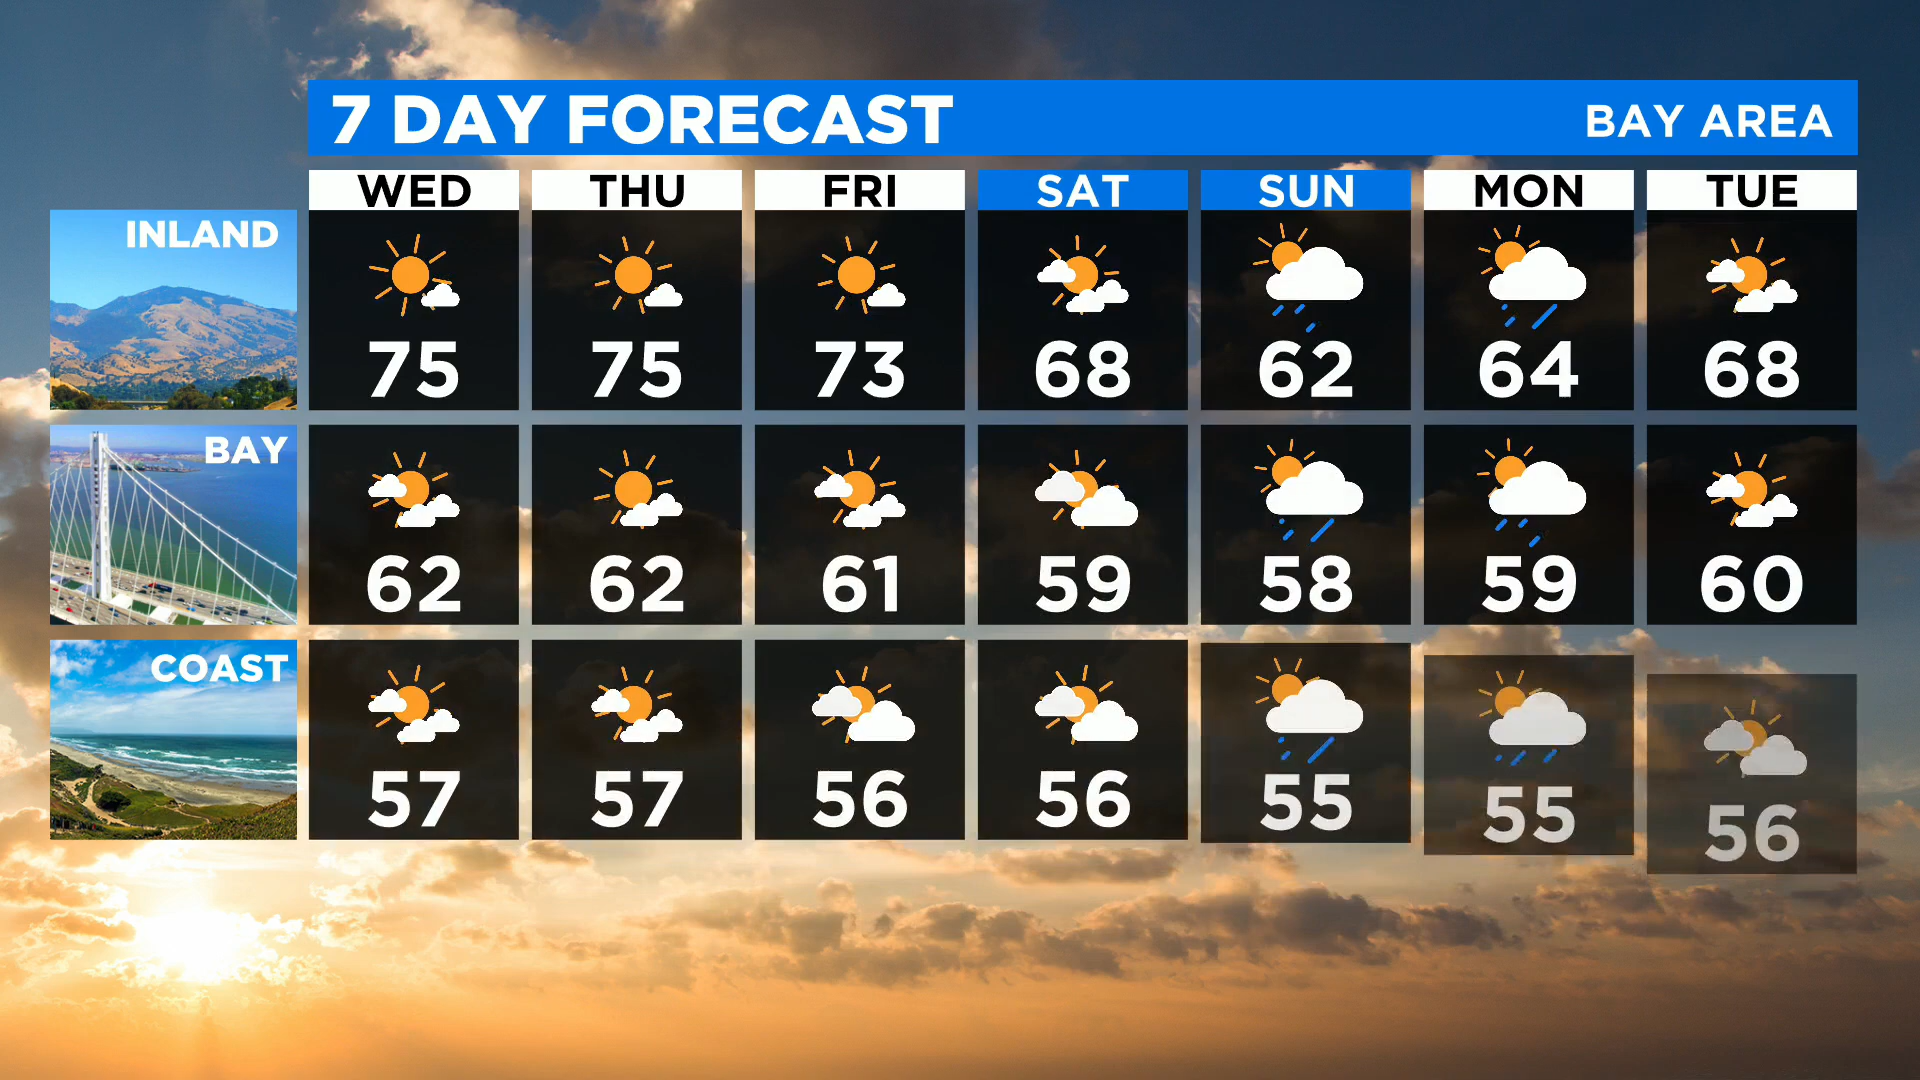 7 DAY FORECAST BAY AREA
WED THU FRI SAT SUN MON TUE
INLAND
75 75 73 68 62 64 68
BAY
62 62 61 59 58 59 60
COAST
57 57 56 56 55 55 56